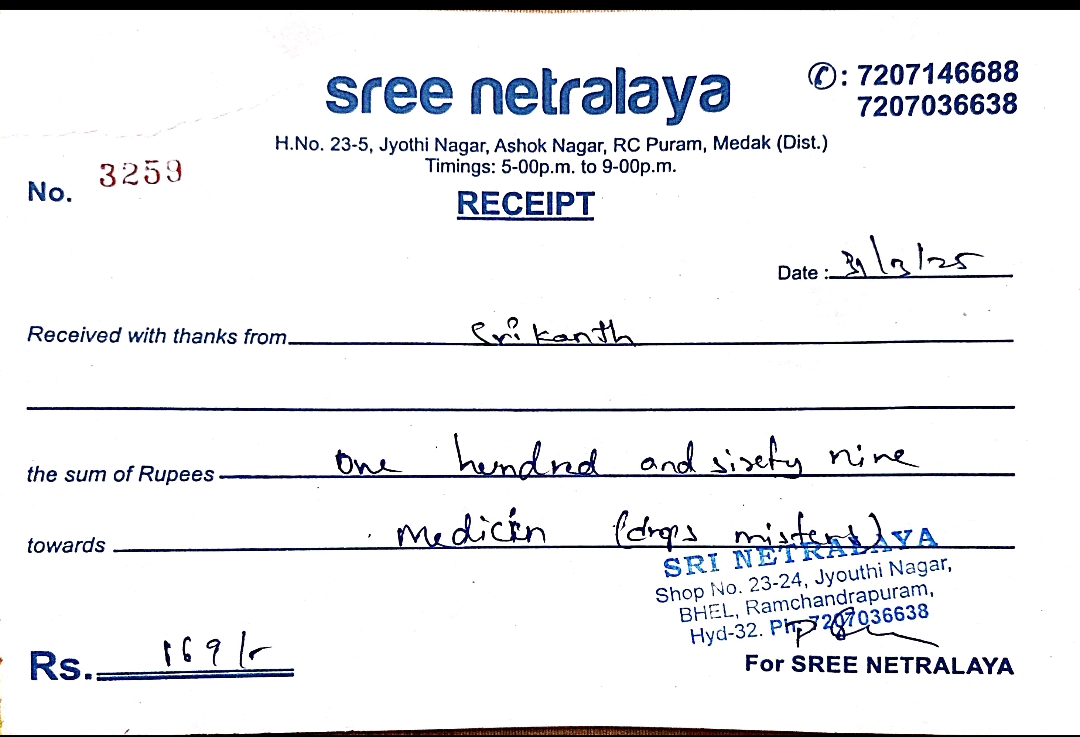 sree netralaya
✆: 7207146688
7207036638
H.No. 23-5, Jyothi Nagar, Ashok Nagar, RC Puram, Medak (Dist.)
Timings: 5-00p.m. to 9-00p.m.
No. 3259
RECEIPT
Date : 31/3/25
Received with thanks from Srikanth
the sum of Rupees One hundred and sixety nine
towards Medicin (drops
SRI NETRALAYA
Shop No. 23-24, Jyouthi Nagar,
BHEL, Ramchandrapuram,
Hyd-32. Ph. 7207036638
Rs. 169/-
For SREE NETRALAYA